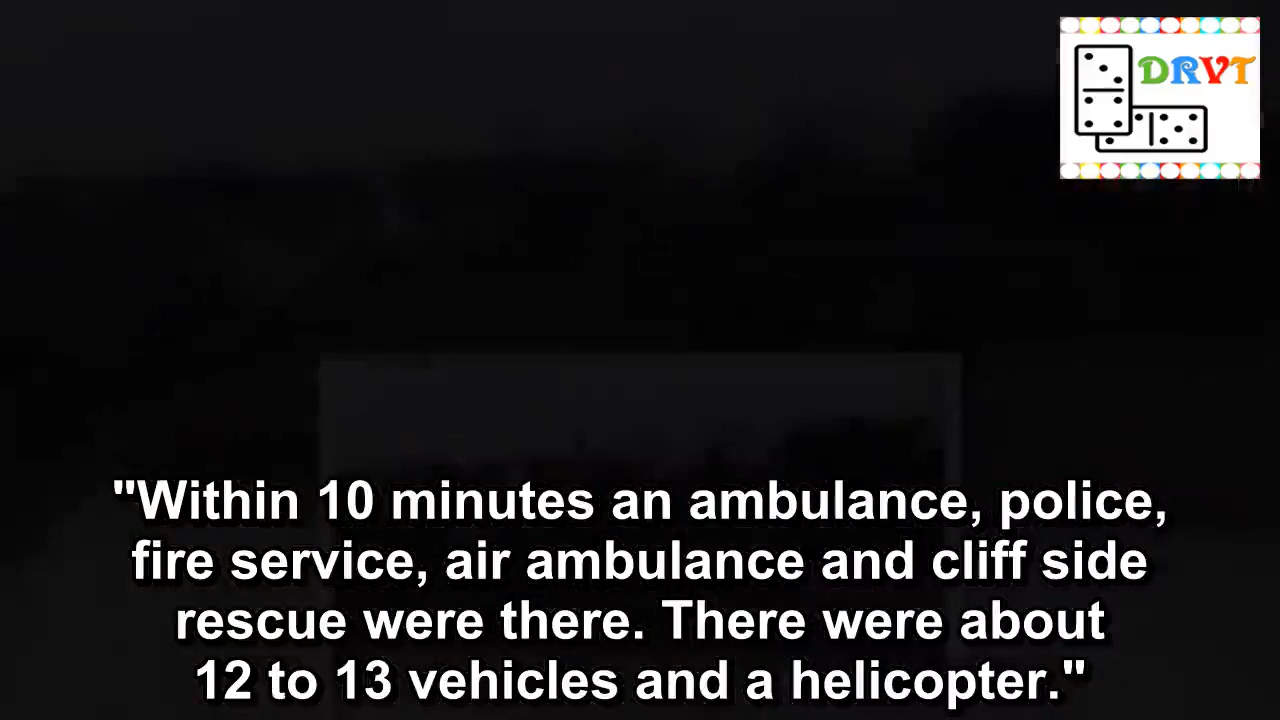 DRVT
"Within 10 minutes an ambulance, police,
fire service, air ambulance and cliff side
rescue were there. There were about
12 to 13 vehicles and a helicopter."